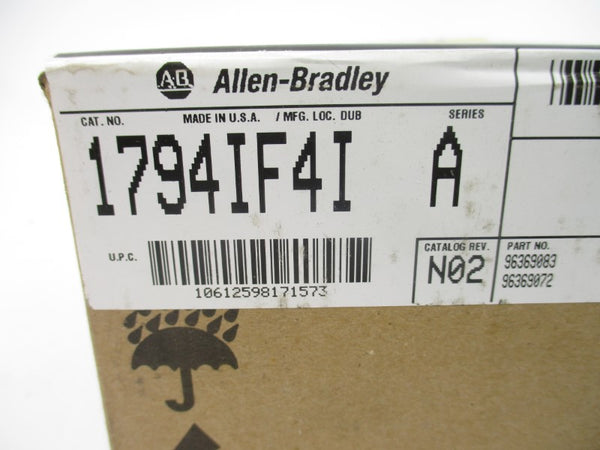 A-B Allen-Bradley
CAT. NO. MADE IN U.S.A. / MFG. LOC. DUB SERIES
1794IF4I A
U.P.C.
10612598171573
CATALOG REV. PART NO.
N02 96369083
96369072